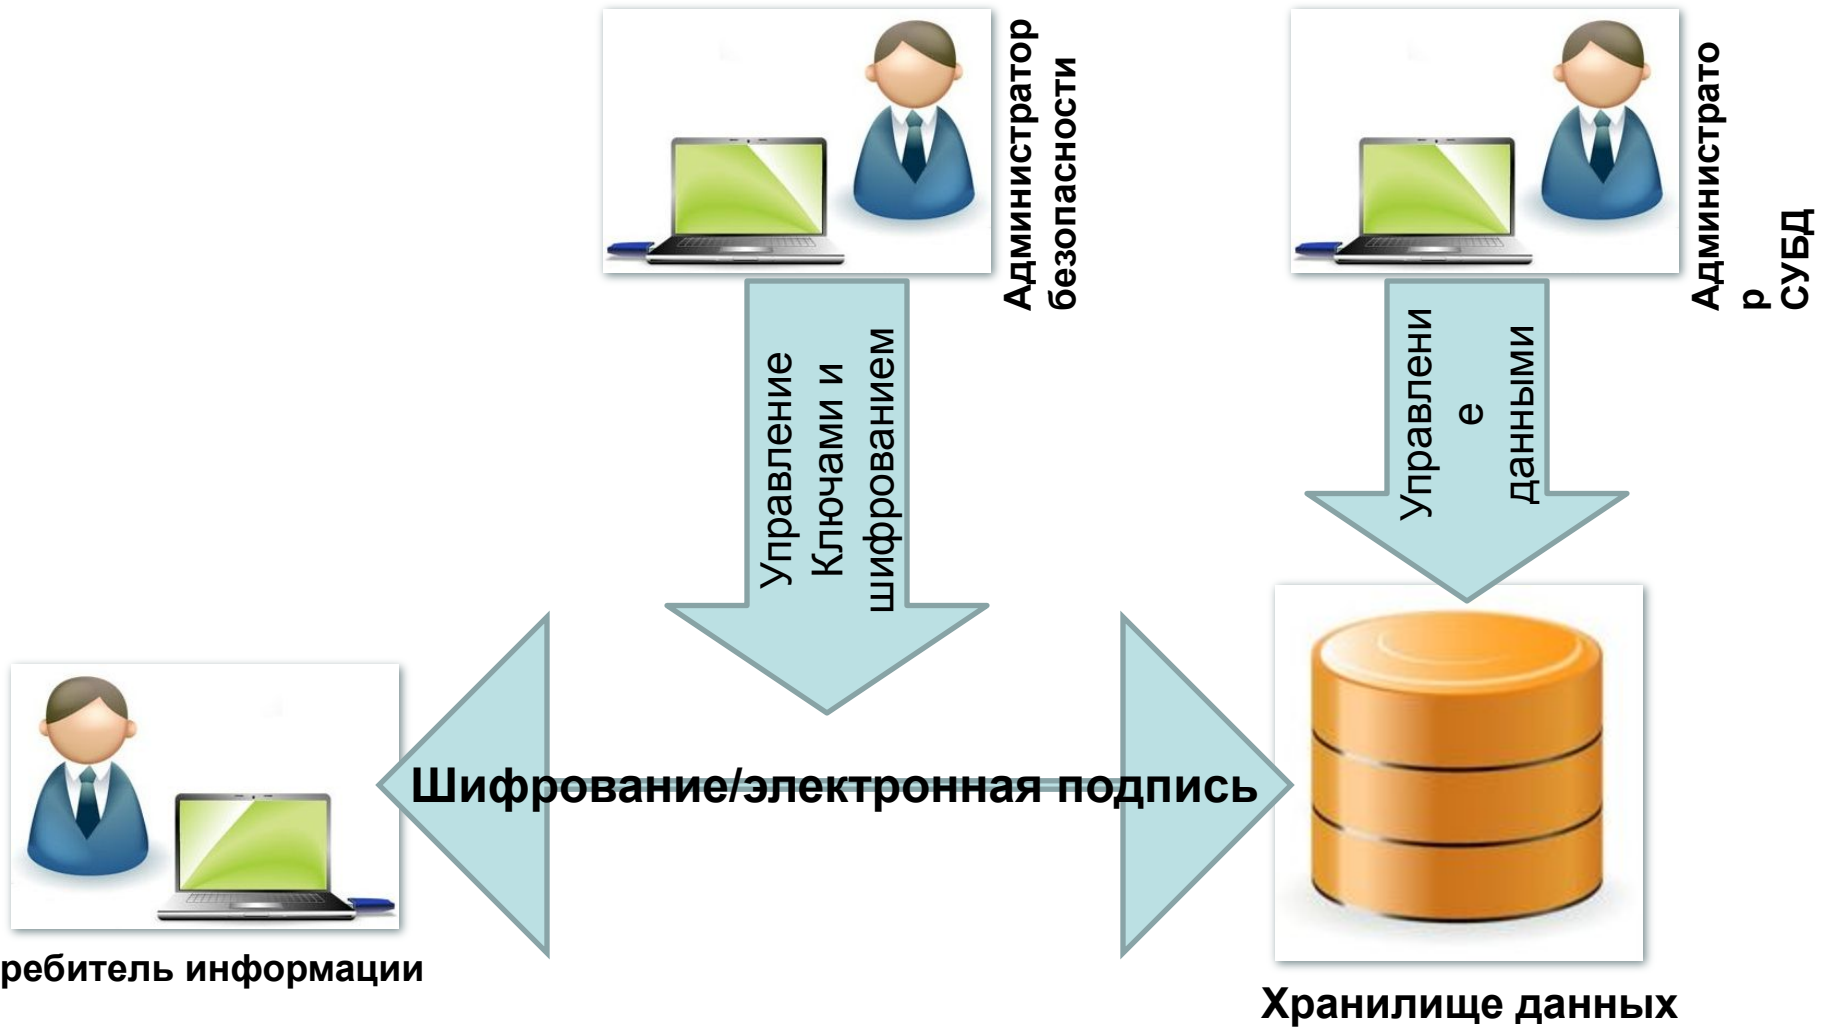 Администратор
безопасности
Администрато
р
СУБД
Управление
Ключами и
шифрованием
Управлени
е
данными
Шифрование/электронная подпись
ребитель информации
Хранилище данных